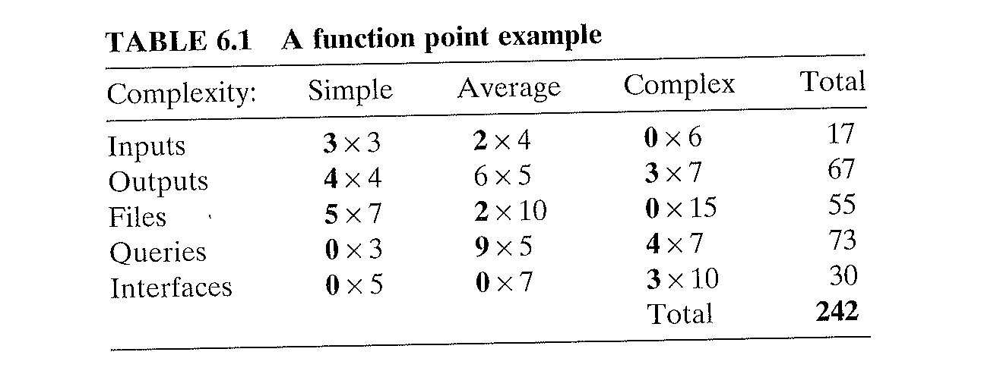 TABLE 6.1 A function point example
Complexity: Simple Average Complex Total
Inputs 3 × 3 2 × 4 0 × 6 17
Outputs 4 × 4 6 × 5 3 × 7 67
Files 5 × 7 2 × 10 0 × 15 55
Queries 0 × 3 9 × 5 4 × 7 73
Interfaces 0 × 5 0 × 7 3 × 10 30
Total 242